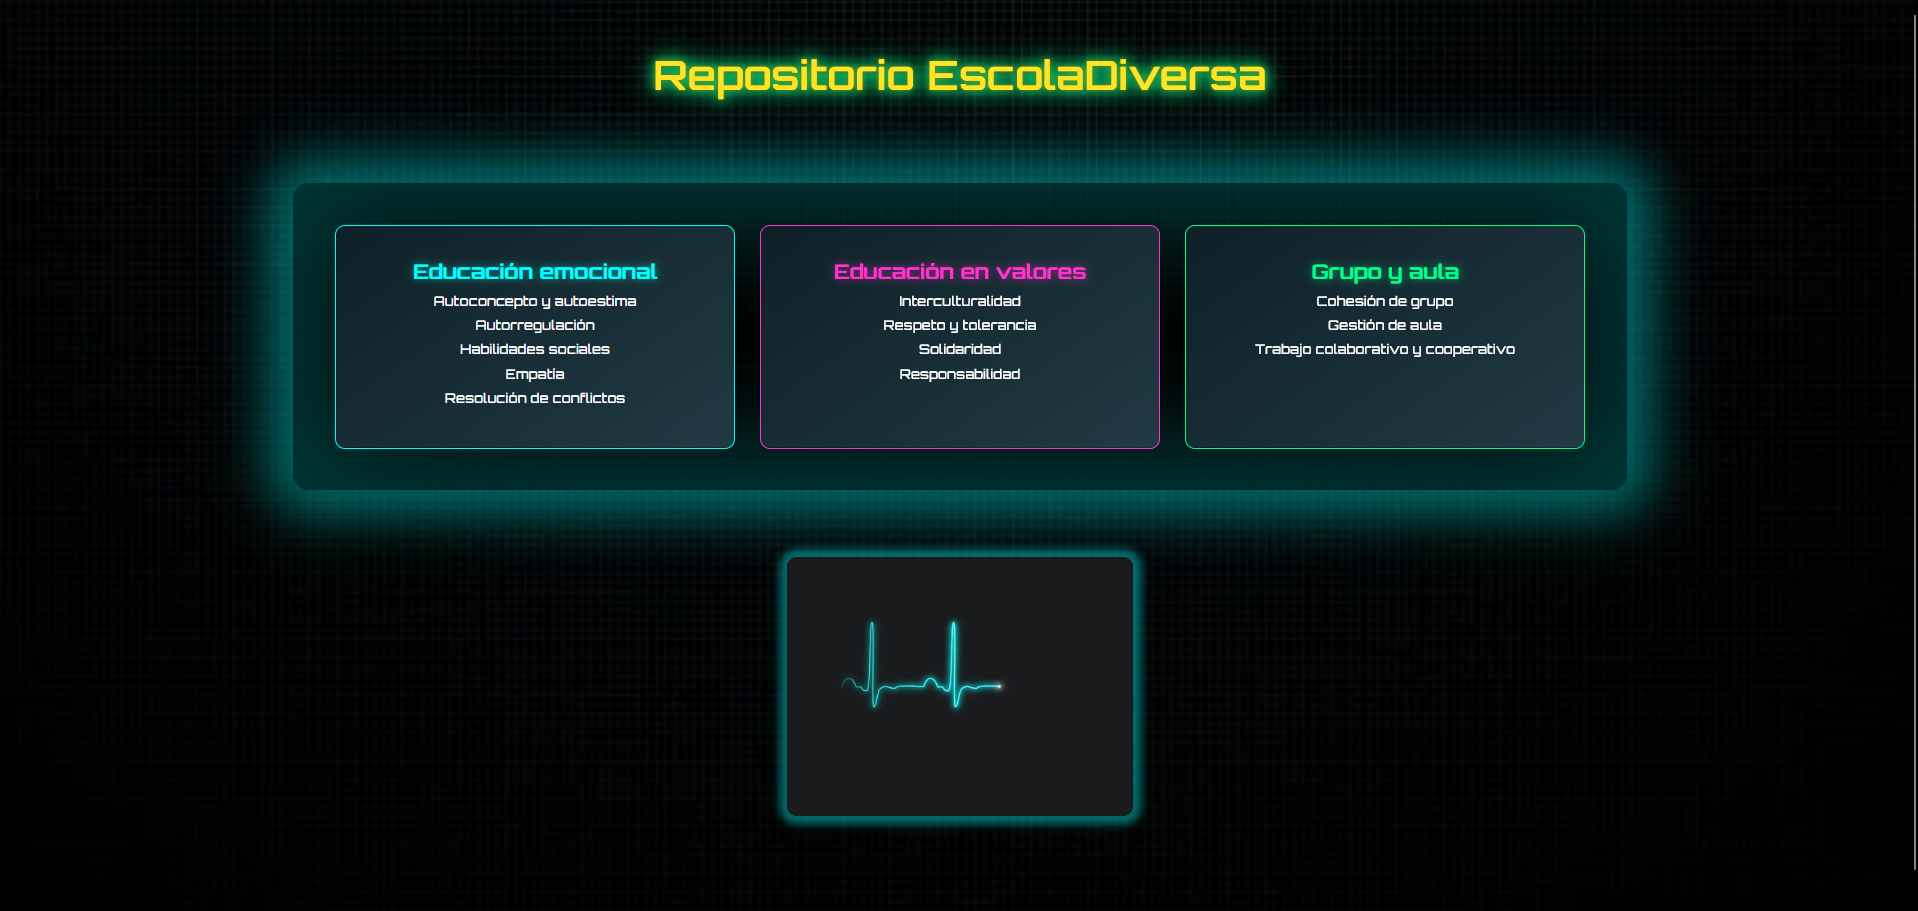 Repositorio EscolaDiversa
Educación emocional
Autoconcepto y autoestima
Autorregulación
Habilidades sociales
Empatía
Resolución de conflictos
Educación en valores
Interculturalidad
Respeto y tolerancia
Solidaridad
Responsabilidad
Grupo y aula
Cohesión de grupo
Gestión de aula
Trabajo colaborativo y cooperativo